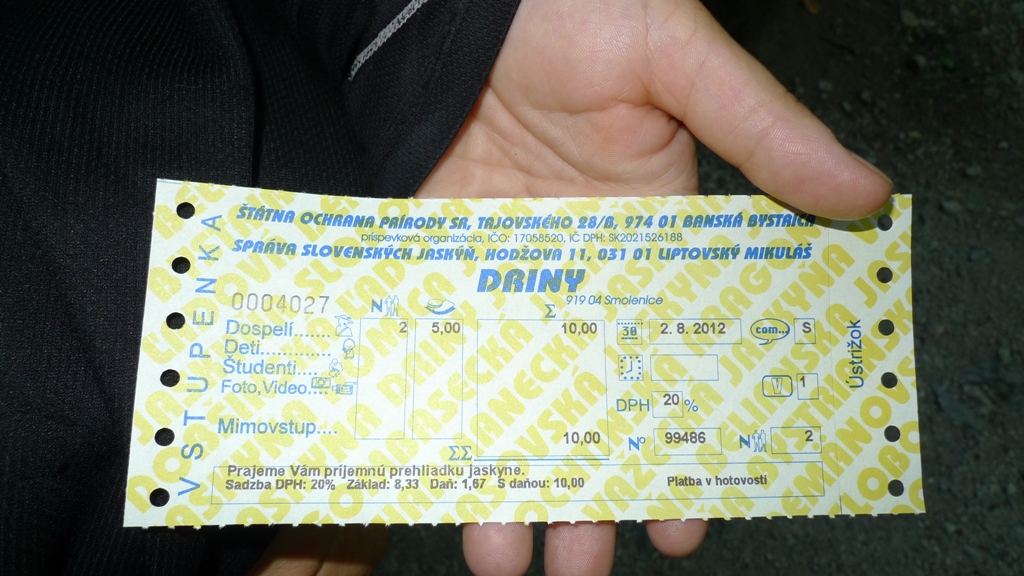 VSTUPENKA
ŠTÁTNA OCHRANA PRÍRODY SR, TAJOVSKÉHO 28/B, 974 01 BANSKÁ BYSTRICA
príspevková organizácia, IČO: 17058520, IČ DPH: SK2021526188
SPRÁVA SLOVENSKÝCH JASKÝŇ, HODŽOVA 11, 031 01 LIPTOVSKÝ MIKULÁŠ
DRINY
919 04 Smolenice
0004027 N Σ
Dospelí..... 2 5,00 10,00 30 2. 8. 2012 com... S
Deti............
Študenti....
Foto,Video... V 1
DPH 20 %
Mimovstup.... 10,00 Nº 99486 N 2
ΣΣ
Prajeme Vám príjemnú prehliadku jaskyne.
Sadzba DPH: 20% Základ: 8,33 Daň: 1,67 S daňou: 10,00 Platba v hotovosti
Ústrižok